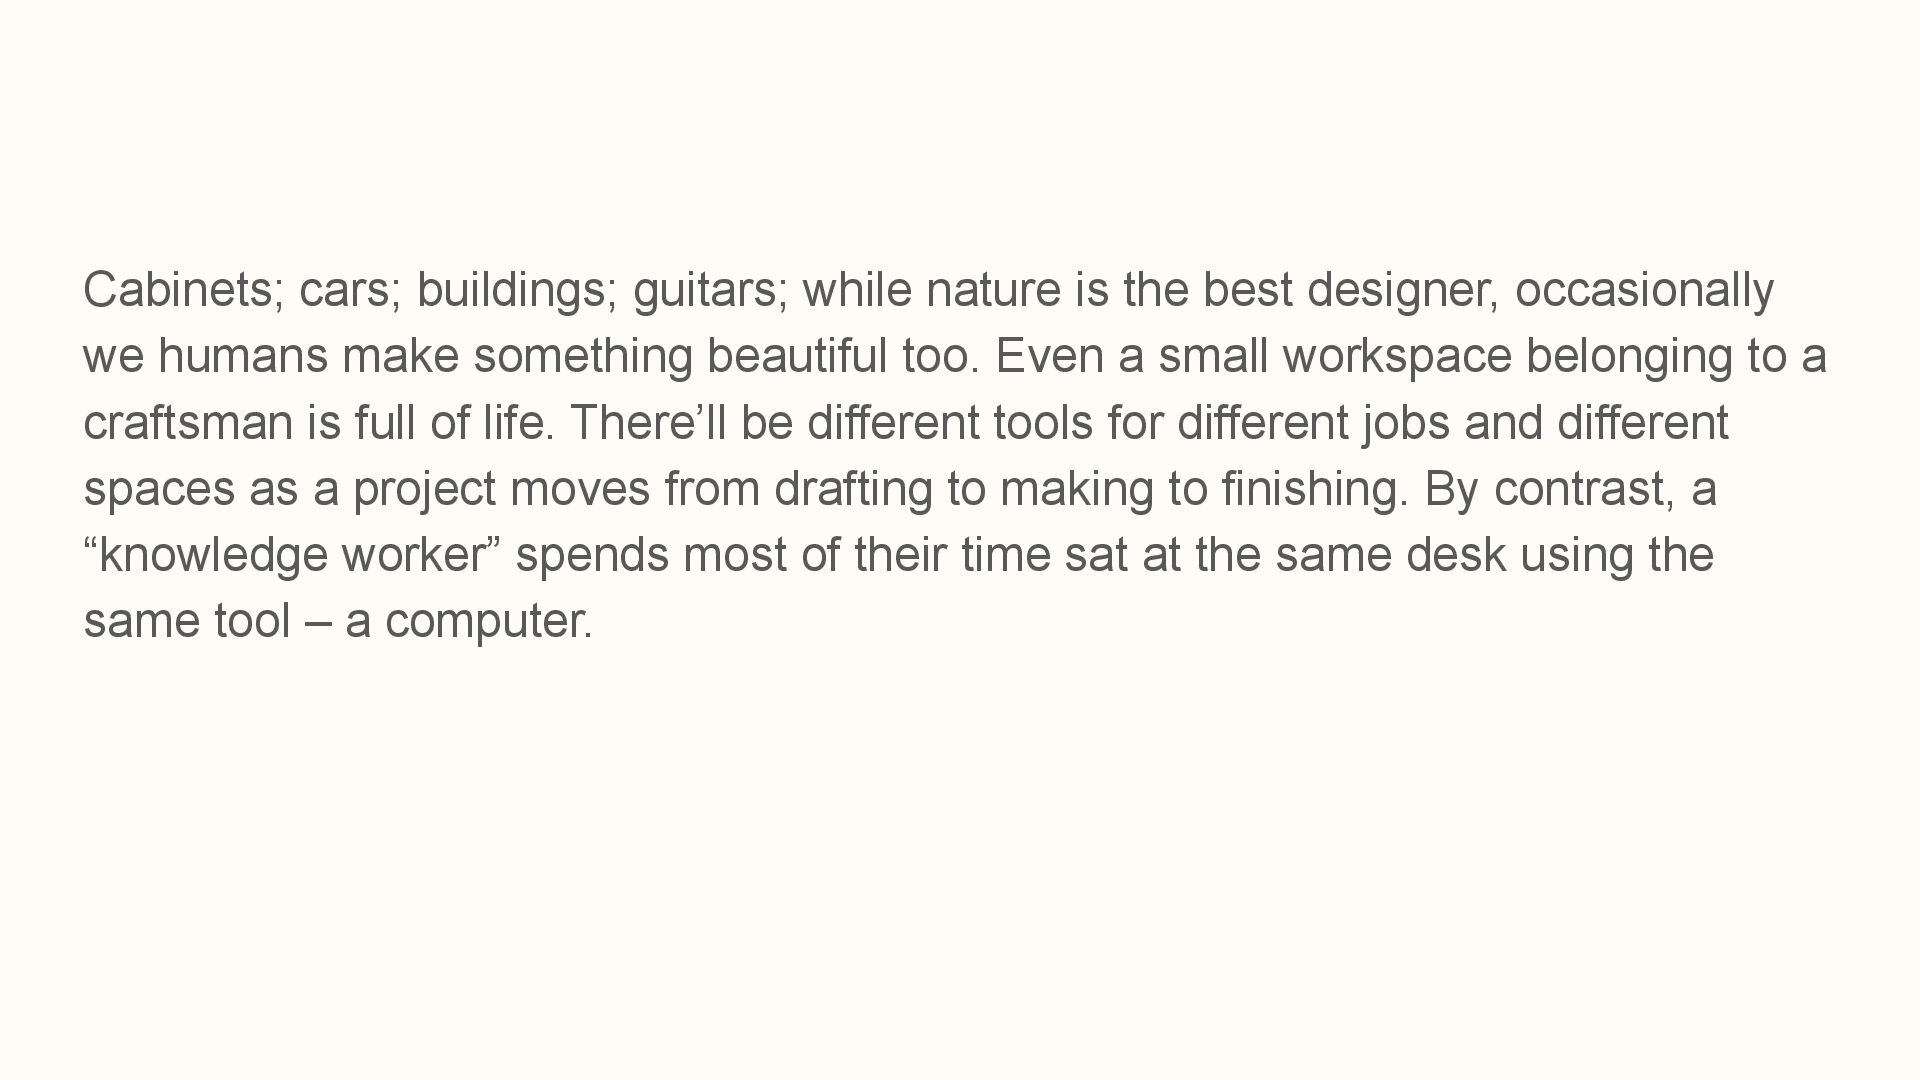 Cabinets; cars; buildings; guitars; while nature is the best designer, occasionally
we humans make something beautiful too. Even a small workspace belonging to a
craftsman is full of life. There’ll be different tools for different jobs and different
spaces as a project moves from drafting to making to finishing. By contrast, a
“knowledge worker” spends most of their time sat at the same desk using the
same tool – a computer.